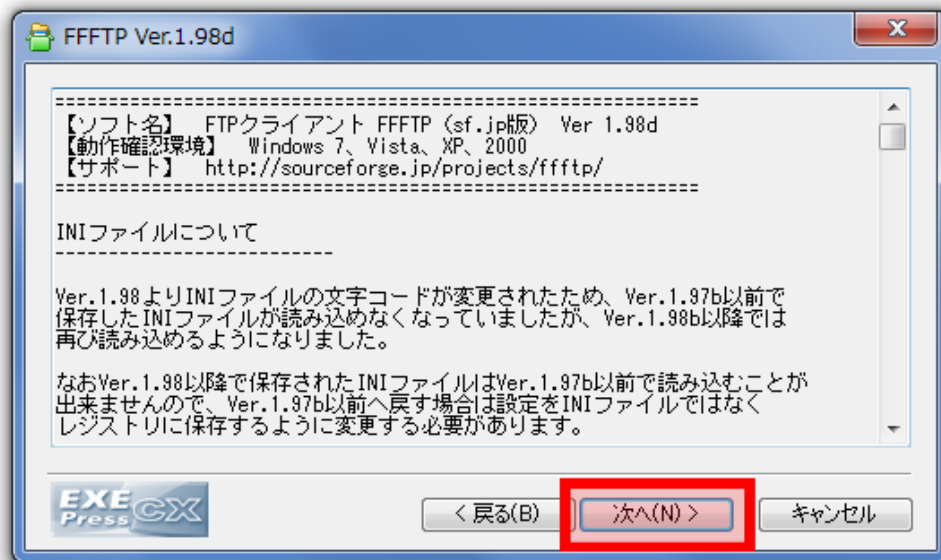 FFFTP Ver.1.98d
============================================================
【ソフト名】 FTPクライアント FFFTP (sf.jp版) Ver 1.98d
【動作確認環境】 Windows 7、Vista、XP、2000
【サポート】 http://sourceforge.jp/projects/ffftp/
============================================================
INIファイルについて
--------------------------
Ver.1.98よりINIファイルの文字コードが変更されたため、Ver.1.97b以前で
保存したINIファイルが読み込めなくなっていましたが、Ver.1.98b以降では
再び読み込めるようになりました。
なおVer.1.98以降で保存されたINIファイルはVer.1.97b以前で読み込むことが
出来ませんので、Ver.1.97b以前へ戻す場合は設定をINIファイルではなく
レジストリに保存するように変更する必要があります。
EXE
Press CX
< 戻る(B)
次へ(N) >
キャンセル